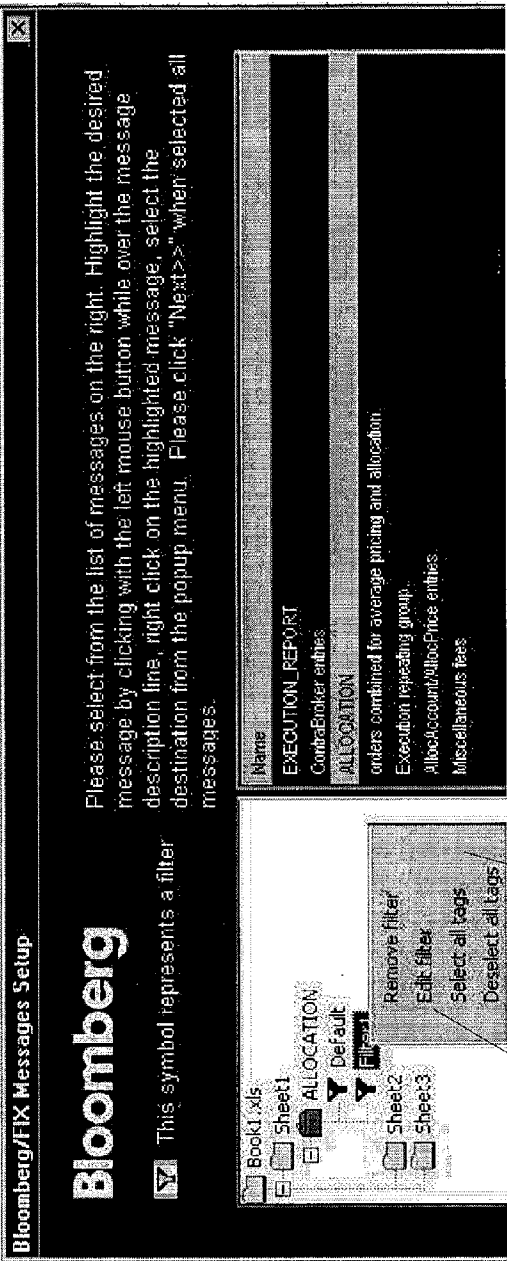 Bloomberg/FIX Messages Setup
Bloomberg
This symbol represents a filter
Please select from the list of messages on the right. Highlight the desired
message by clicking with the left mouse button while over the message
description line, right click on the highlighted message, select the
destination from the popup menu. Please click "Next>>" when selected all
messages.
Book1.xls
Sheet1
ALLOCATION
Default
Filter1
Sheet2
Sheet3
Remove filter
Edit filter
Select all tags
Deselect all tags
Name
EXECUTION_REPORT
ContraBroker entries
ALLOCATION
orders combined for average pricing and allocation
Execution repeating group.
AllocAccount/AllocPrice entries.
Miscellaneous fees